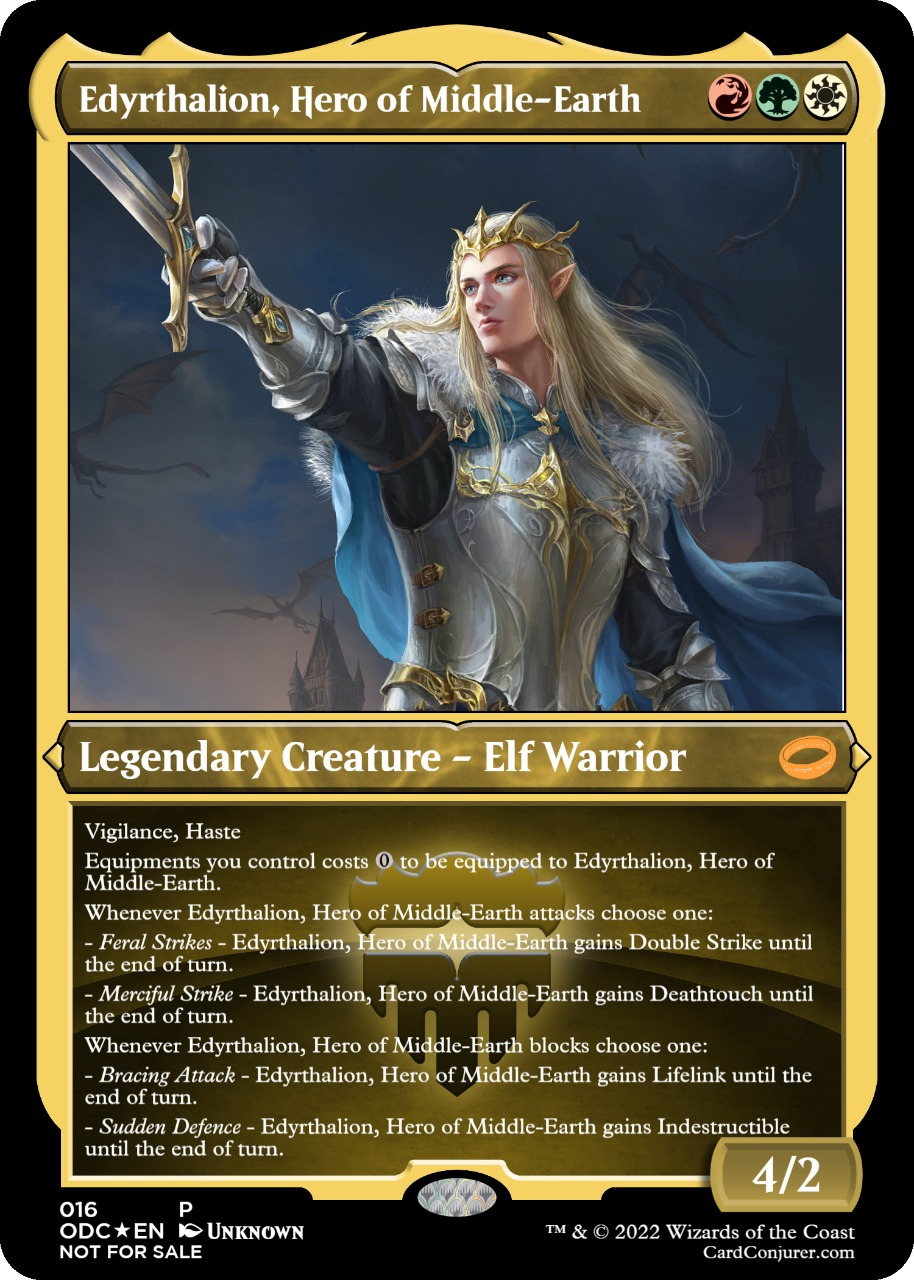 Edyrthalion, Hero of Middle-Earth
Legendary Creature - Elf Warrior
Vigilance, Haste
Equipments you control costs 0 to be equipped to Edyrthalion, Hero of
Middle-Earth.
Whenever Edyrthalion, Hero of Middle-Earth attacks choose one:
- Feral Strikes - Edyrthalion, Hero of Middle-Earth gains Double Strike until
the end of turn.
- Merciful Strike - Edyrthalion, Hero of Middle-Earth gains Deathtouch until
the end of turn.
Whenever Edyrthalion, Hero of Middle-Earth blocks choose one:
- Bracing Attack - Edyrthalion, Hero of Middle-Earth gains Lifelink until the
end of turn.
- Sudden Defence - Edyrthalion, Hero of Middle-Earth gains Indestructible
until the end of turn.
4/2
016 P
ODC★EN Unknown
NOT FOR SALE
™ & © 2022 Wizards of the Coast
CardConjurer.com